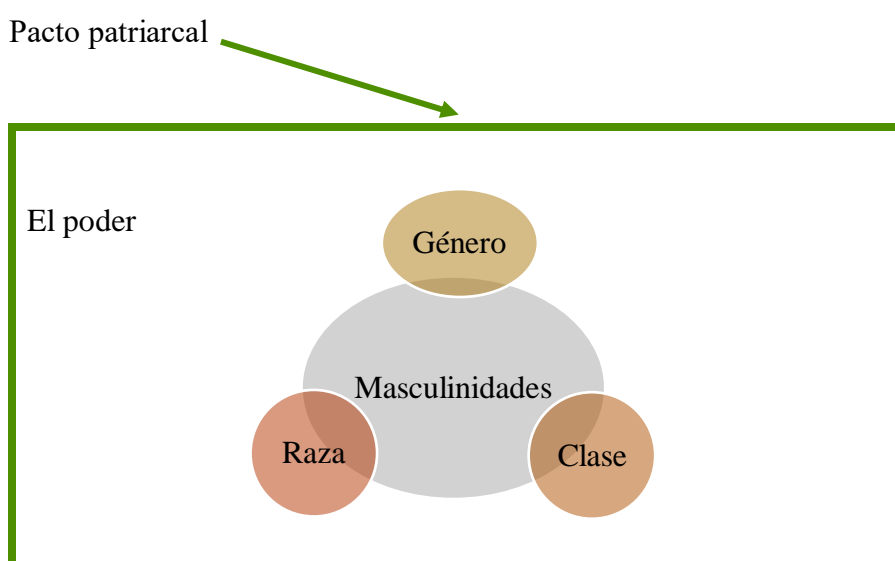 Pacto patriarcal
El poder
Género
Masculinidades
Raza
Clase